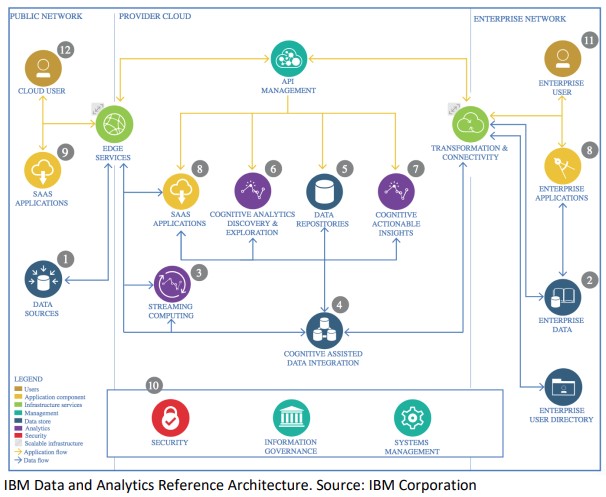 PUBLIC NETWORK
PROVIDER CLOUD
ENTERPRISE NETWORK
12
CLOUD USER
API
MANAGEMENT
11
ENTERPRISE
USER
EDGE
SERVICES
TRANSFORMATION &
CONNECTIVITY
9
SAAS
APPLICATIONS
8
SAAS
APPLICATIONS
6
COGNITIVE ANALYTICS
DISCOVERY &
EXPLORATION
5
DATA
REPOSITORIES
7
COGNITIVE
ACTIONABLE
INSIGHTS
8
ENTERPRISE
APPLICATIONS
1
DATA
SOURCES
3
STREAMING
COMPUTING
4
COGNITIVE ASSISTED
DATA INTEGRATION
2
ENTERPRISE
DATA
ENTERPRISE
USER DIRECTORY
LEGEND
Users
Application component
Infrastructure services
Management
Data store
Analytics
Security
Scalable infrastructure
Application flow
Data flow
10
SECURITY
INFORMATION
GOVERNANCE
SYSTEMS
MANAGEMENT
IBM Data and Analytics Reference Architecture. Source: IBM Corporation